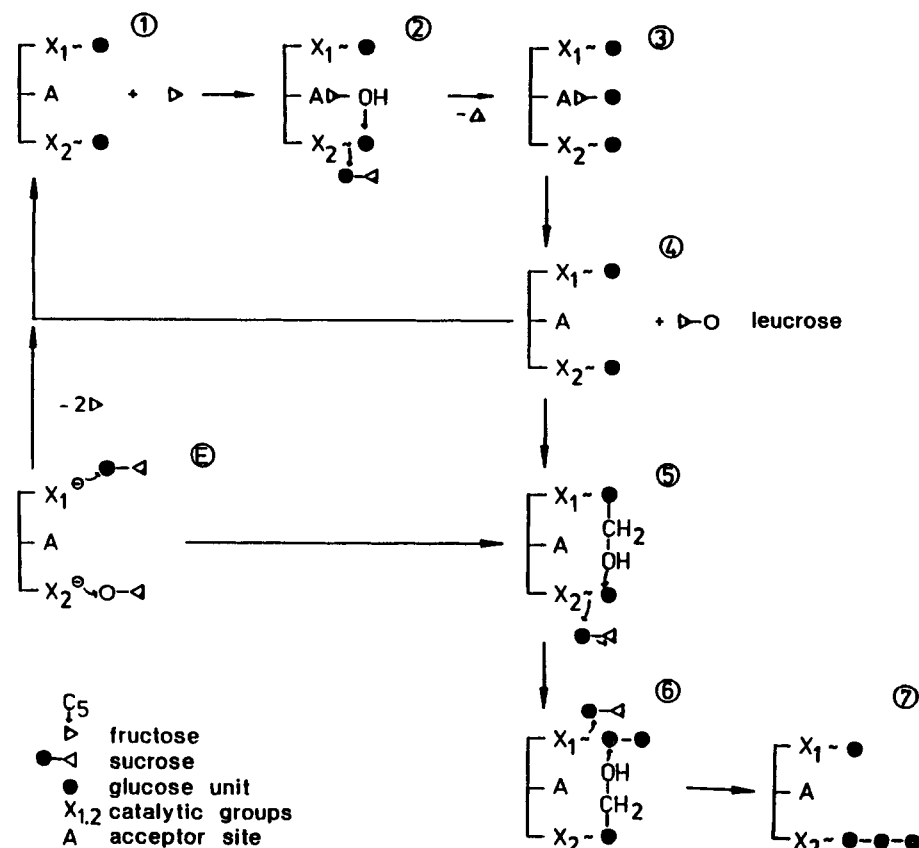 ①
X₁~
A
X₂~
+
②
X₁~
A OH
X₂~
-Δ
③
X₁~
A
X₂~
④
X₁~
A
X₂~
+ leucrose
- 2
Ⓔ
X₁⊖
A
X₂⊖
⑤
X₁~
CH₂
A
OH
X₂~
⑥
X₁~
OH
A
CH₂
X₂~
⑦
X₁~
A
X₂~
C₅
fructose
sucrose
glucose unit
X₁,₂ catalytic groups
A acceptor site